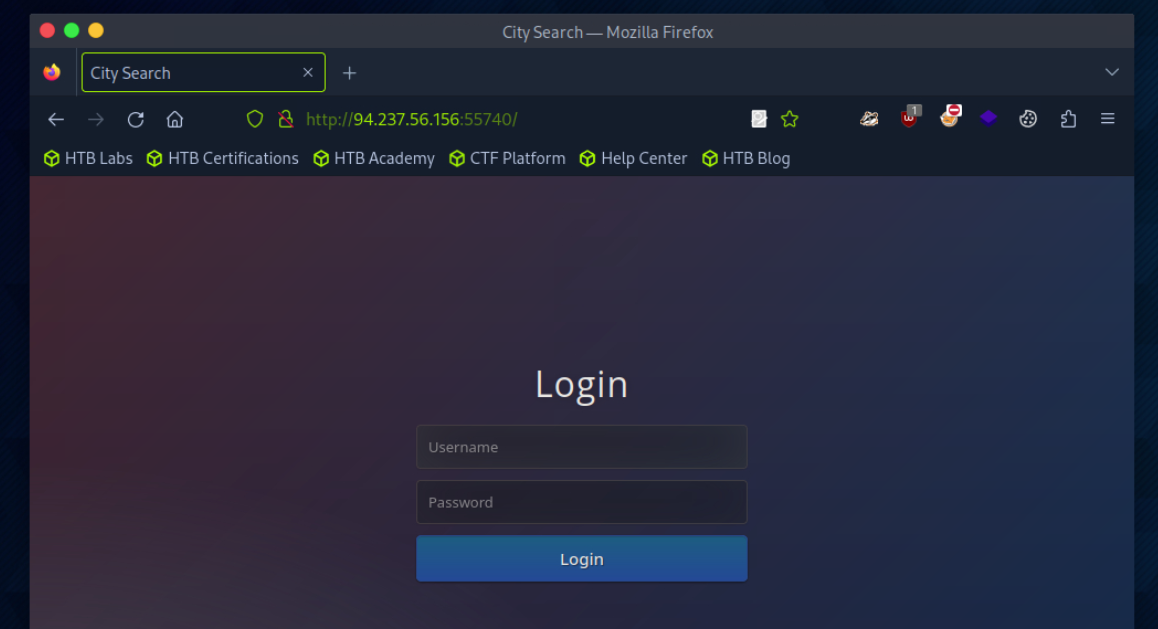 City Search — Mozilla Firefox
City Search
http://94.237.56.156:55740/
1
HTB Labs HTB Certifications HTB Academy CTF Platform Help Center HTB Blog
Login
Username
Password
Login